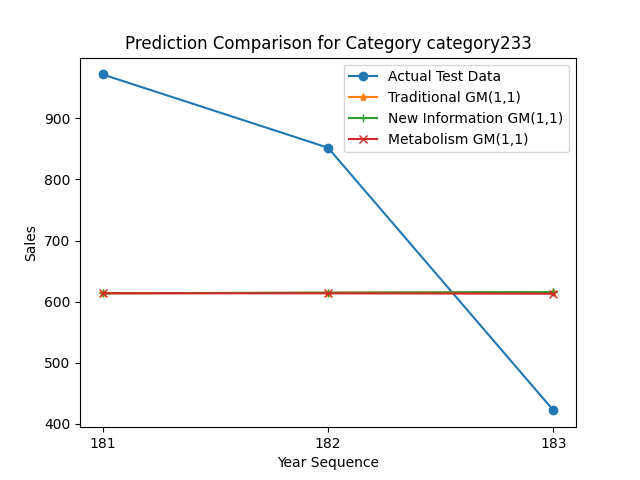 Prediction Comparison for Category category233
Actual Test Data
Traditional GM(1,1)
New Information GM(1,1)
Metabolism GM(1,1)
900
800
700
600
500
400
Sales
181
182
183
Year Sequence